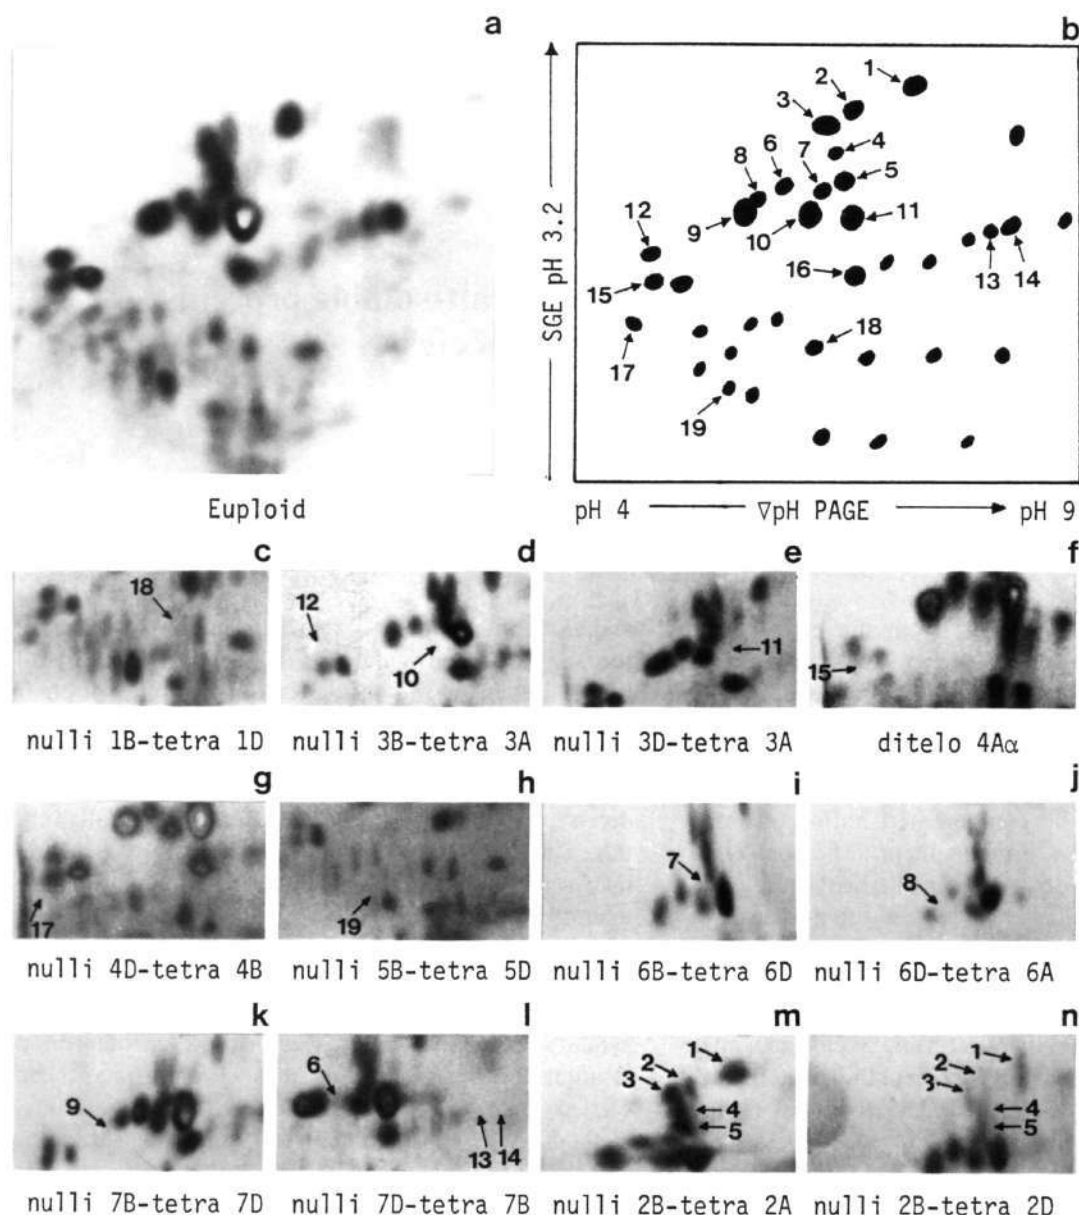 a
b
1
2
3
4
7
6
8
5
12
11
9
10
13
14
16
15
17
18
19
SGE pH 3.2
Euploid
pH 4 ∇pH PAGE pH 9
c
d
e
f
18
12
10
11
15
nulli 1B-tetra 1D
nulli 3B-tetra 3A
nulli 3D-tetra 3A
ditelo 4Aα
g
h
i
j
17
19
7
8
nulli 4D-tetra 4B
nulli 5B-tetra 5D
nulli 6B-tetra 6D
nulli 6D-tetra 6A
k
l
m
n
9
6
13 14
1
2
3
4
5
1
2
3
4
5
nulli 7B-tetra 7D
nulli 7D-tetra 7B
nulli 2B-tetra 2A
nulli 2B-tetra 2D